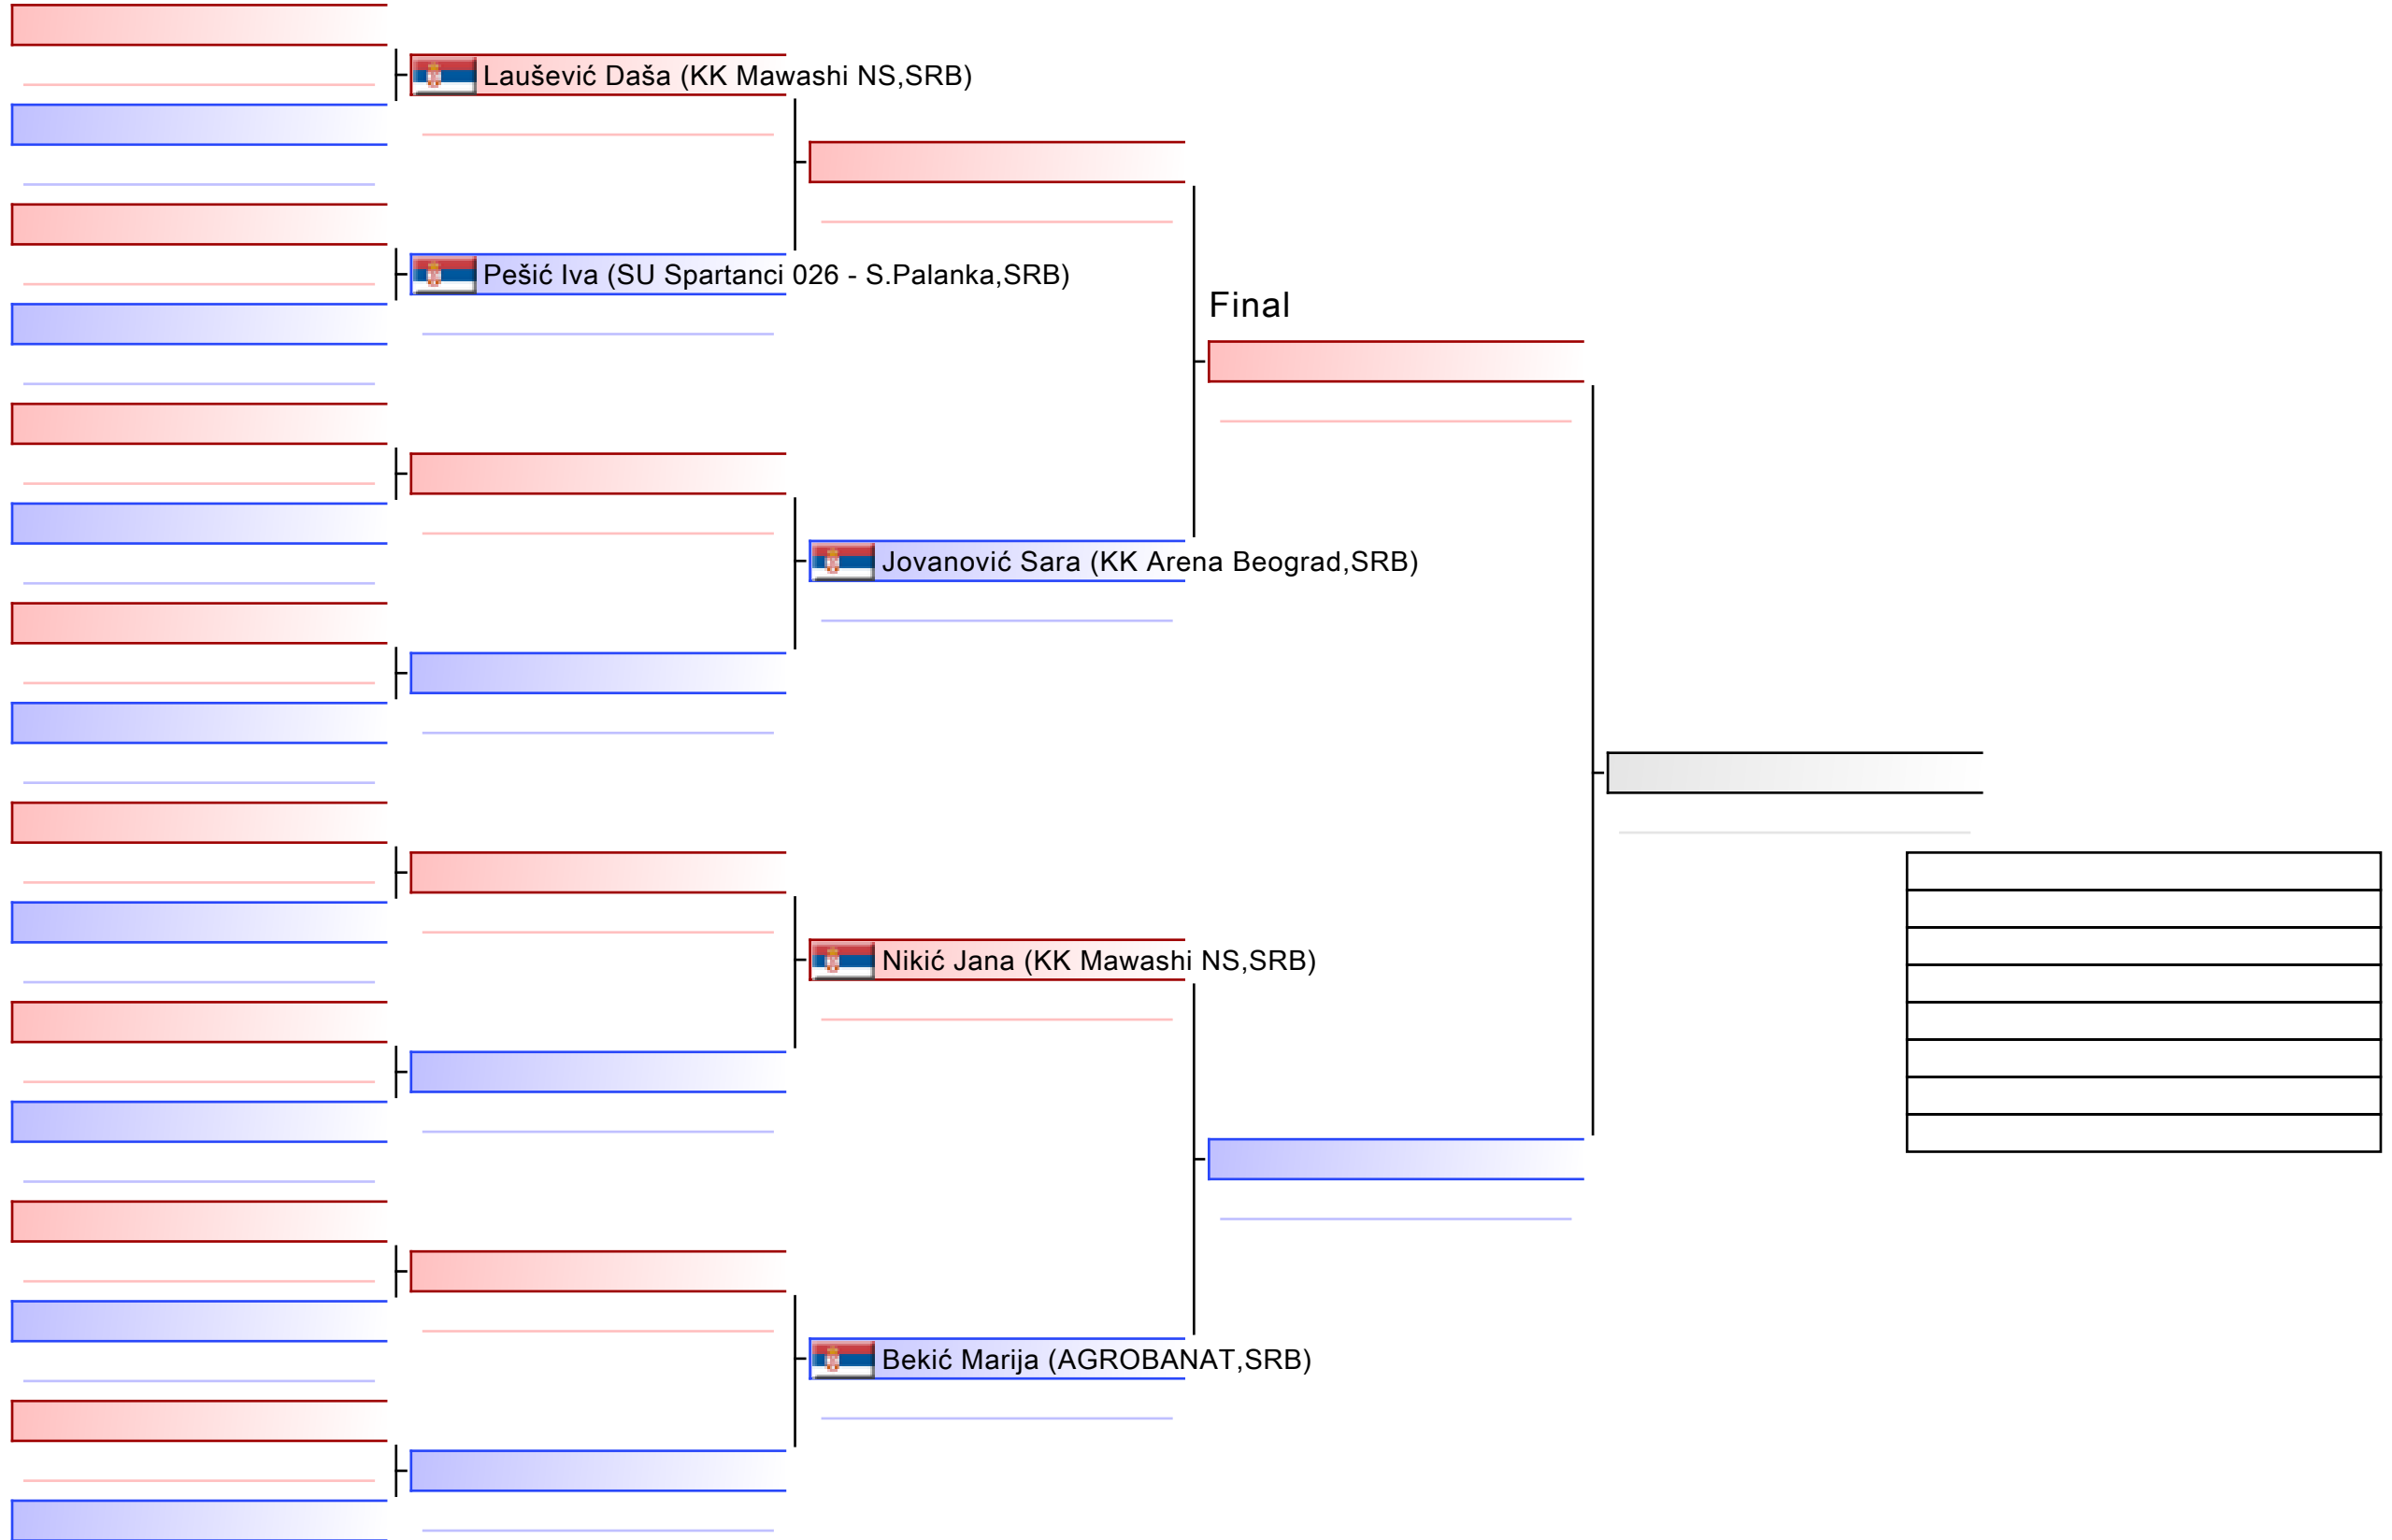 Laušević Daša (KK Mawashi NS,SRB)
Pešić Iva (SU Spartanci 026 - S.Palanka,SRB)
Final
Jovanović Sara (KK Arena Beograd,SRB)
Nikić Jana (KK Mawashi NS,SRB)
Bekić Marija (AGROBANAT,SRB)